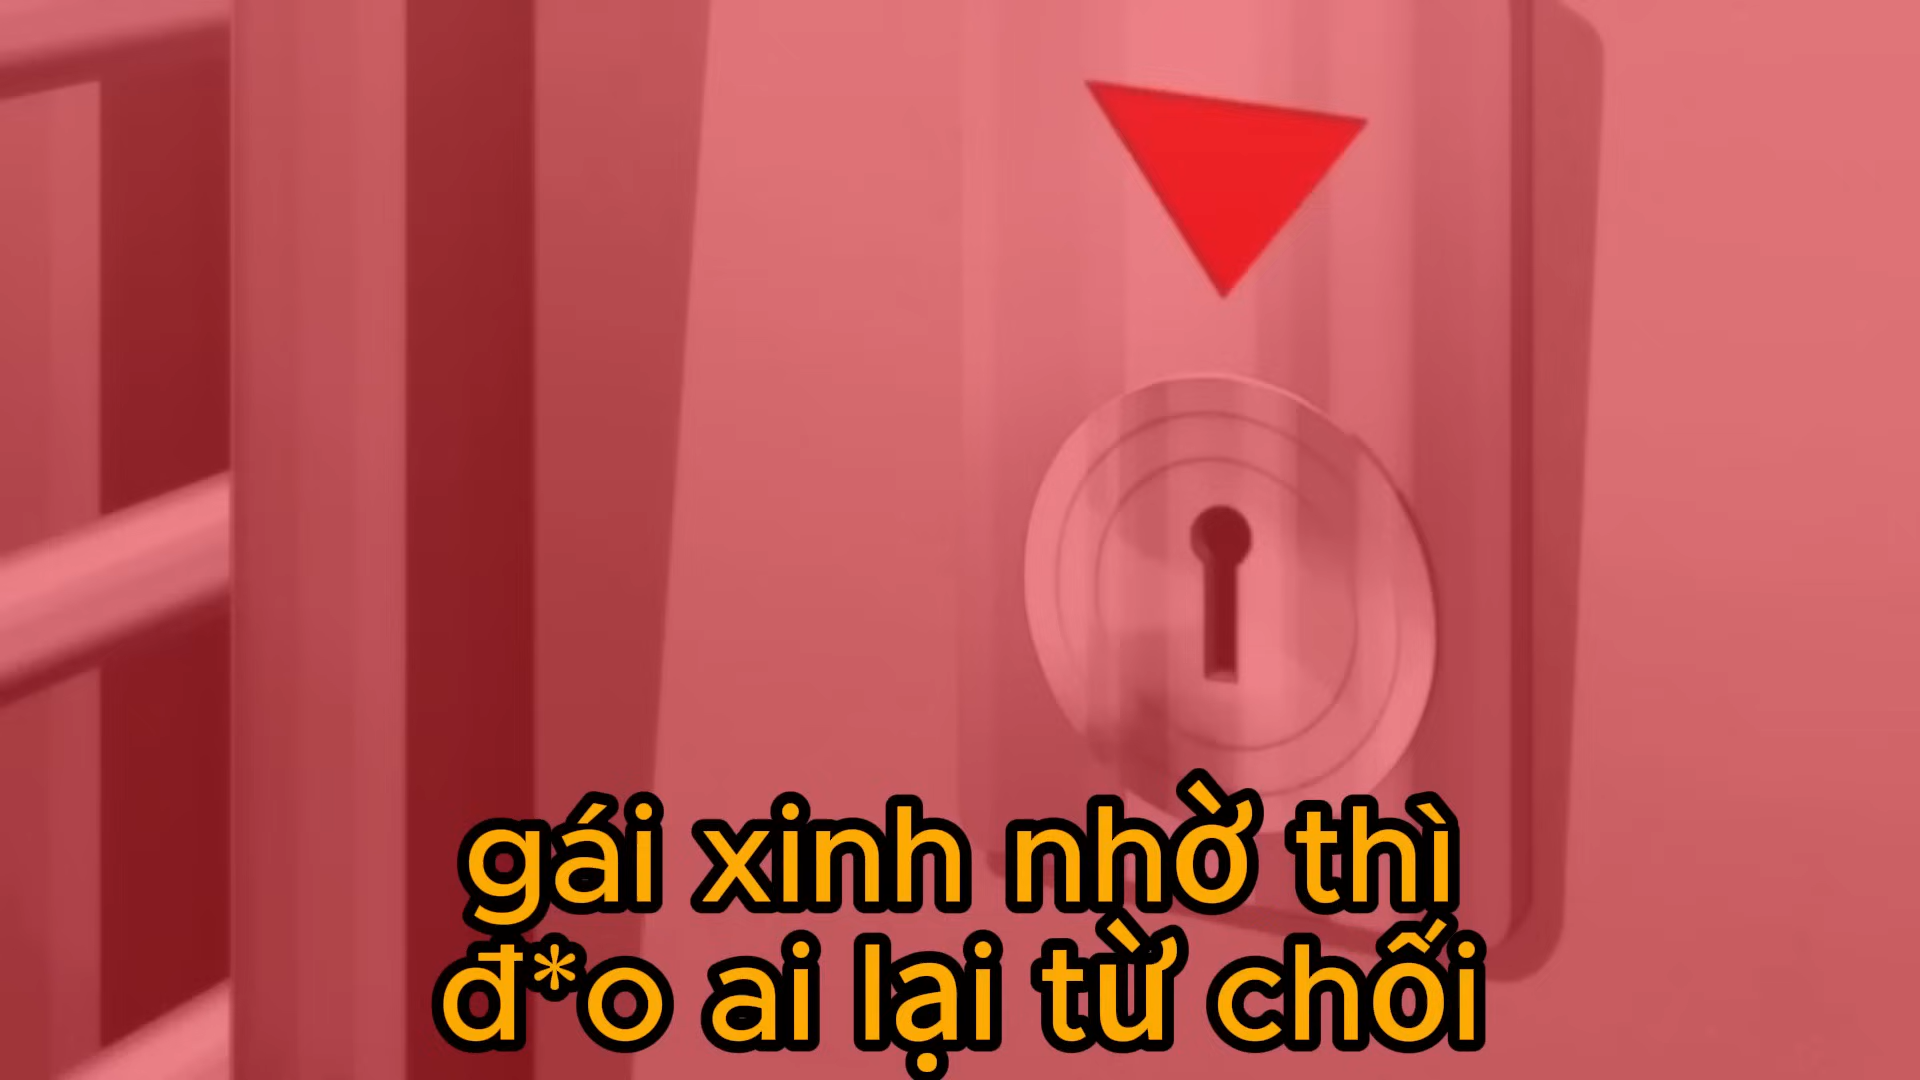 gái xinh nhờ thì
đ*o ai lại từ chối